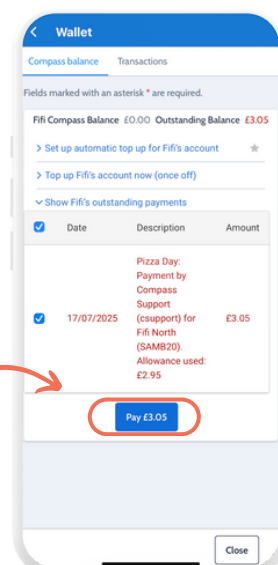 Wallet
Compass balance Transactions
Fields marked with an asterisk * are required.
Fifi Compass Balance £0.00 Outstanding Balance £3.05
> Set up automatic top up for Fifi's account
> Top up Fifi's account now (once off)
Show Fifi's outstanding payments
Date Description Amount
Pizza Day:
Payment by
Compass
Support
17/07/2025 (csupport) for £3.05
Fifi North
(SAMB20).
Allowance used:
£2.95
Pay £3.05
Close